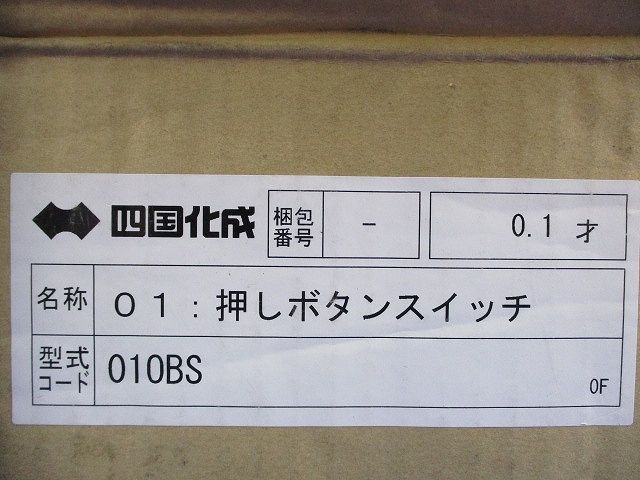 四国化成 梱包番号 - 0.1 才
名称 O1：押しボタンスイッチ
型式コード 010BS 0F